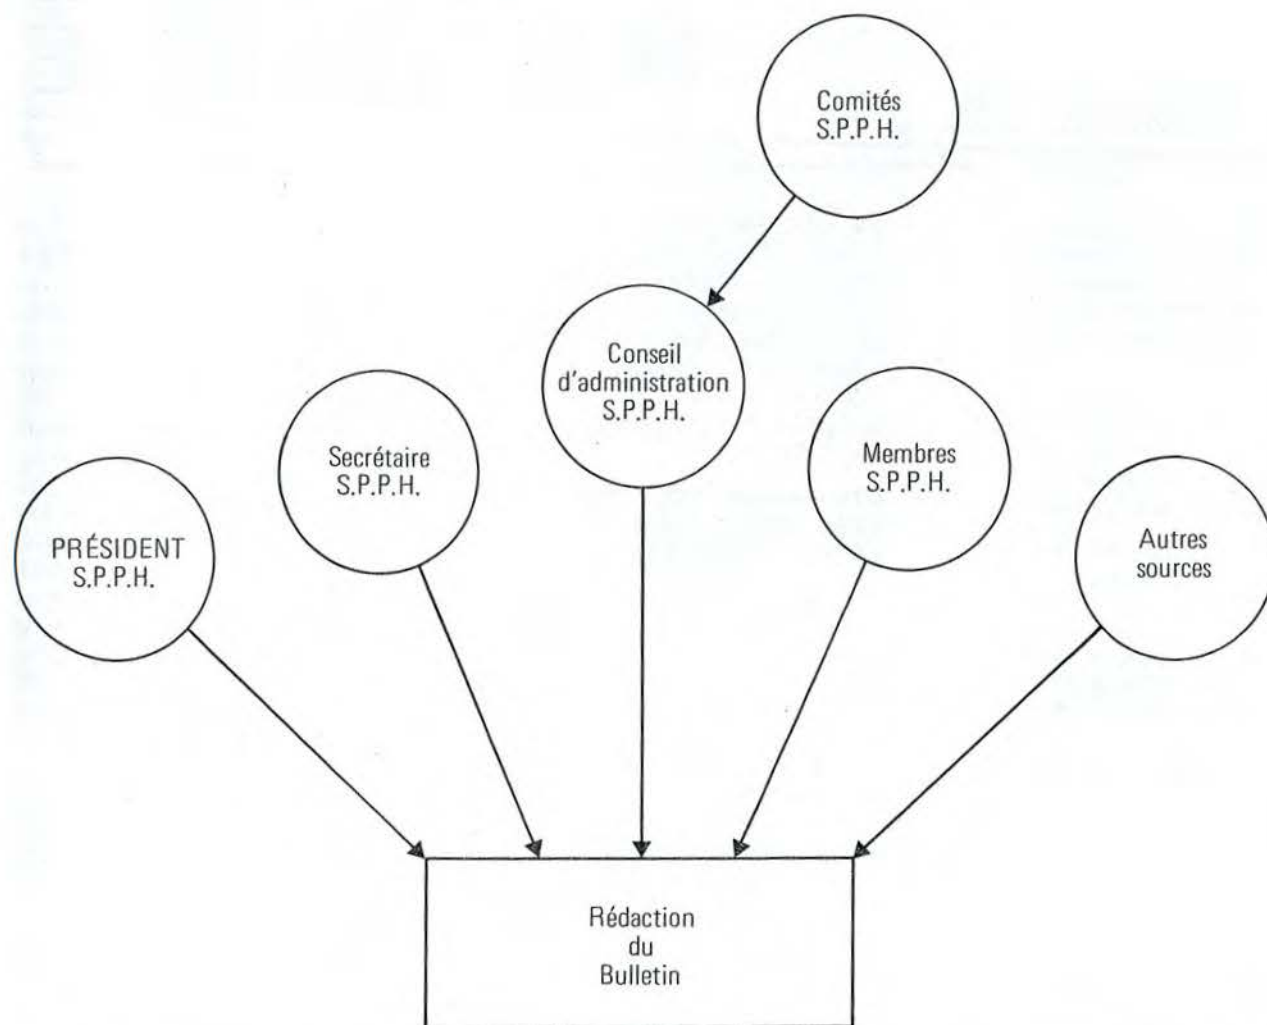 Comités
S.P.P.H.
Conseil
d'administration
S.P.P.H.
Secrétaire
S.P.P.H.
Membres
S.P.P.H.
PRÉSIDENT
S.P.P.H.
Autres
sources
Rédaction
du
Bulletin